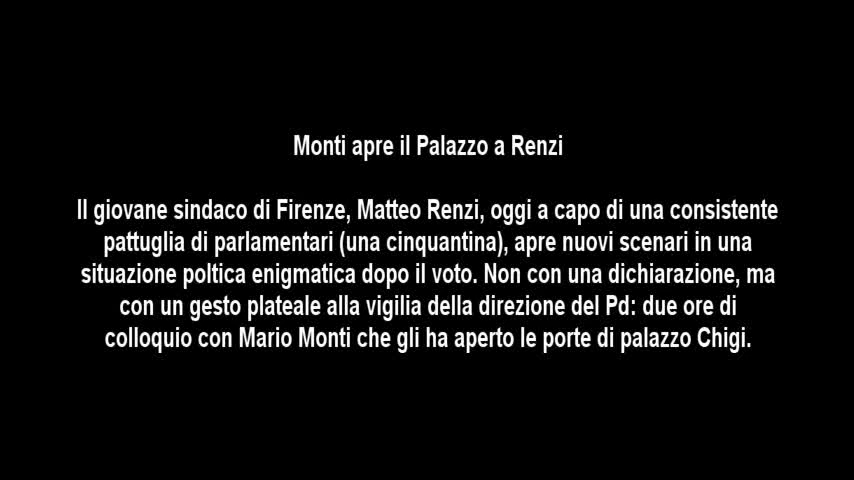 Monti apre il Palazzo a Renzi
Il giovane sindaco di Firenze, Matteo Renzi, oggi a capo di una consistente
pattuglia di parlamentari (una cinquantina), apre nuovi scenari in una
situazione poltica enigmatica dopo il voto. Non con una dichiarazione, ma
con un gesto plateale alla vigilia della direzione del Pd: due ore di
colloquio con Mario Monti che gli ha aperto le porte di palazzo Chigi.